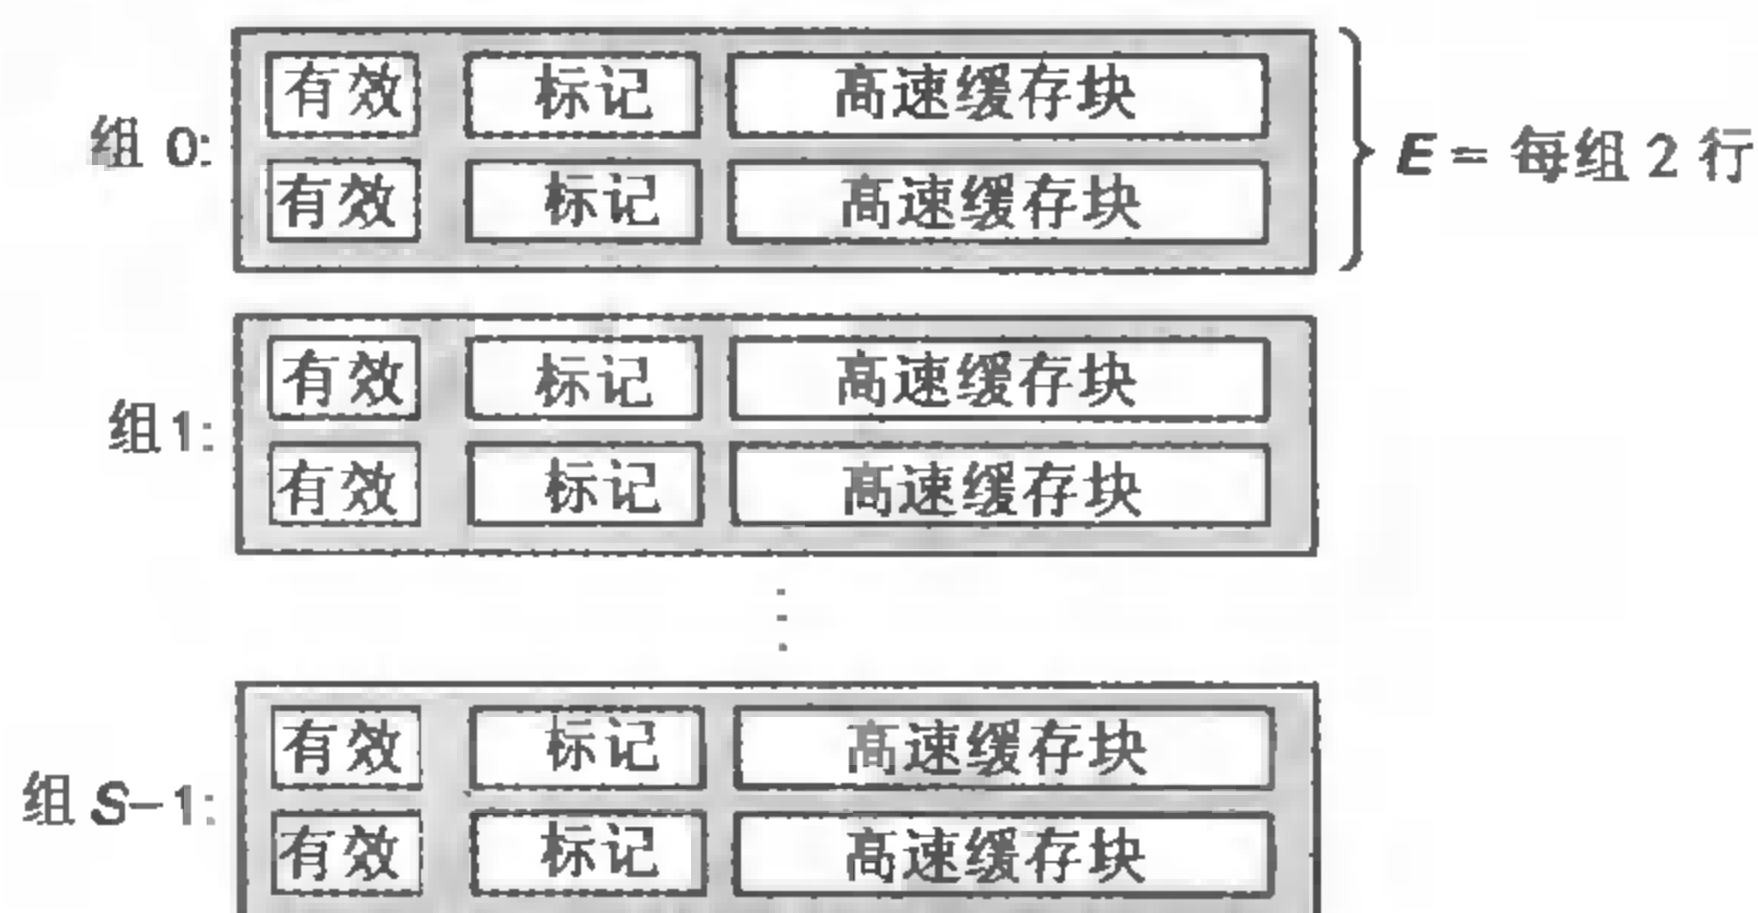 有效 标记 高速缓存块
组 0: E = 每组 2 行
有效 标记 高速缓存块
有效 标记 高速缓存块
组1:
有效 标记 高速缓存块
⋮
有效 标记 高速缓存块
组 S–1:
有效 标记 高速缓存块